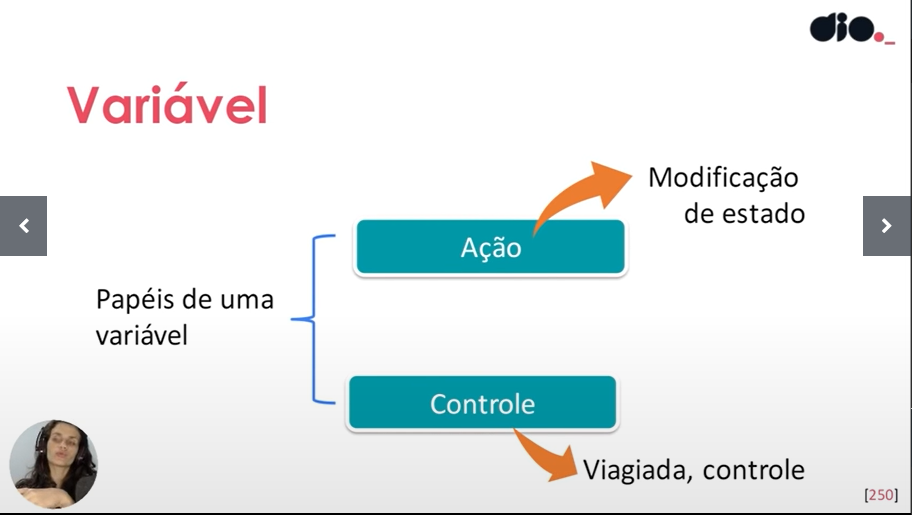 dio._
Variável
Modificação
de estado
Ação
Papéis de uma
variável
Controle
Viagiada, controle
[250]